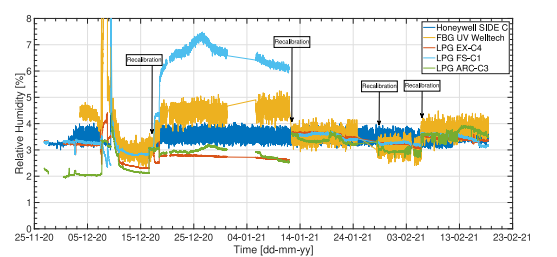 8
7
6
5
4
3
2
1
0
Relative Humidity [%]
Recalibration
Recalibration
Recalibration
Recalibration
Honeywell SIDE C
FBG UV Welltech
LPG EX-C4
LPG FS-C1
LPG ARC-C3
25-11-20 05-12-20 15-12-20 25-12-20 04-01-21 14-01-21 24-01-21 03-02-21 13-02-21 23-02-21
Time [dd-mm-yy]